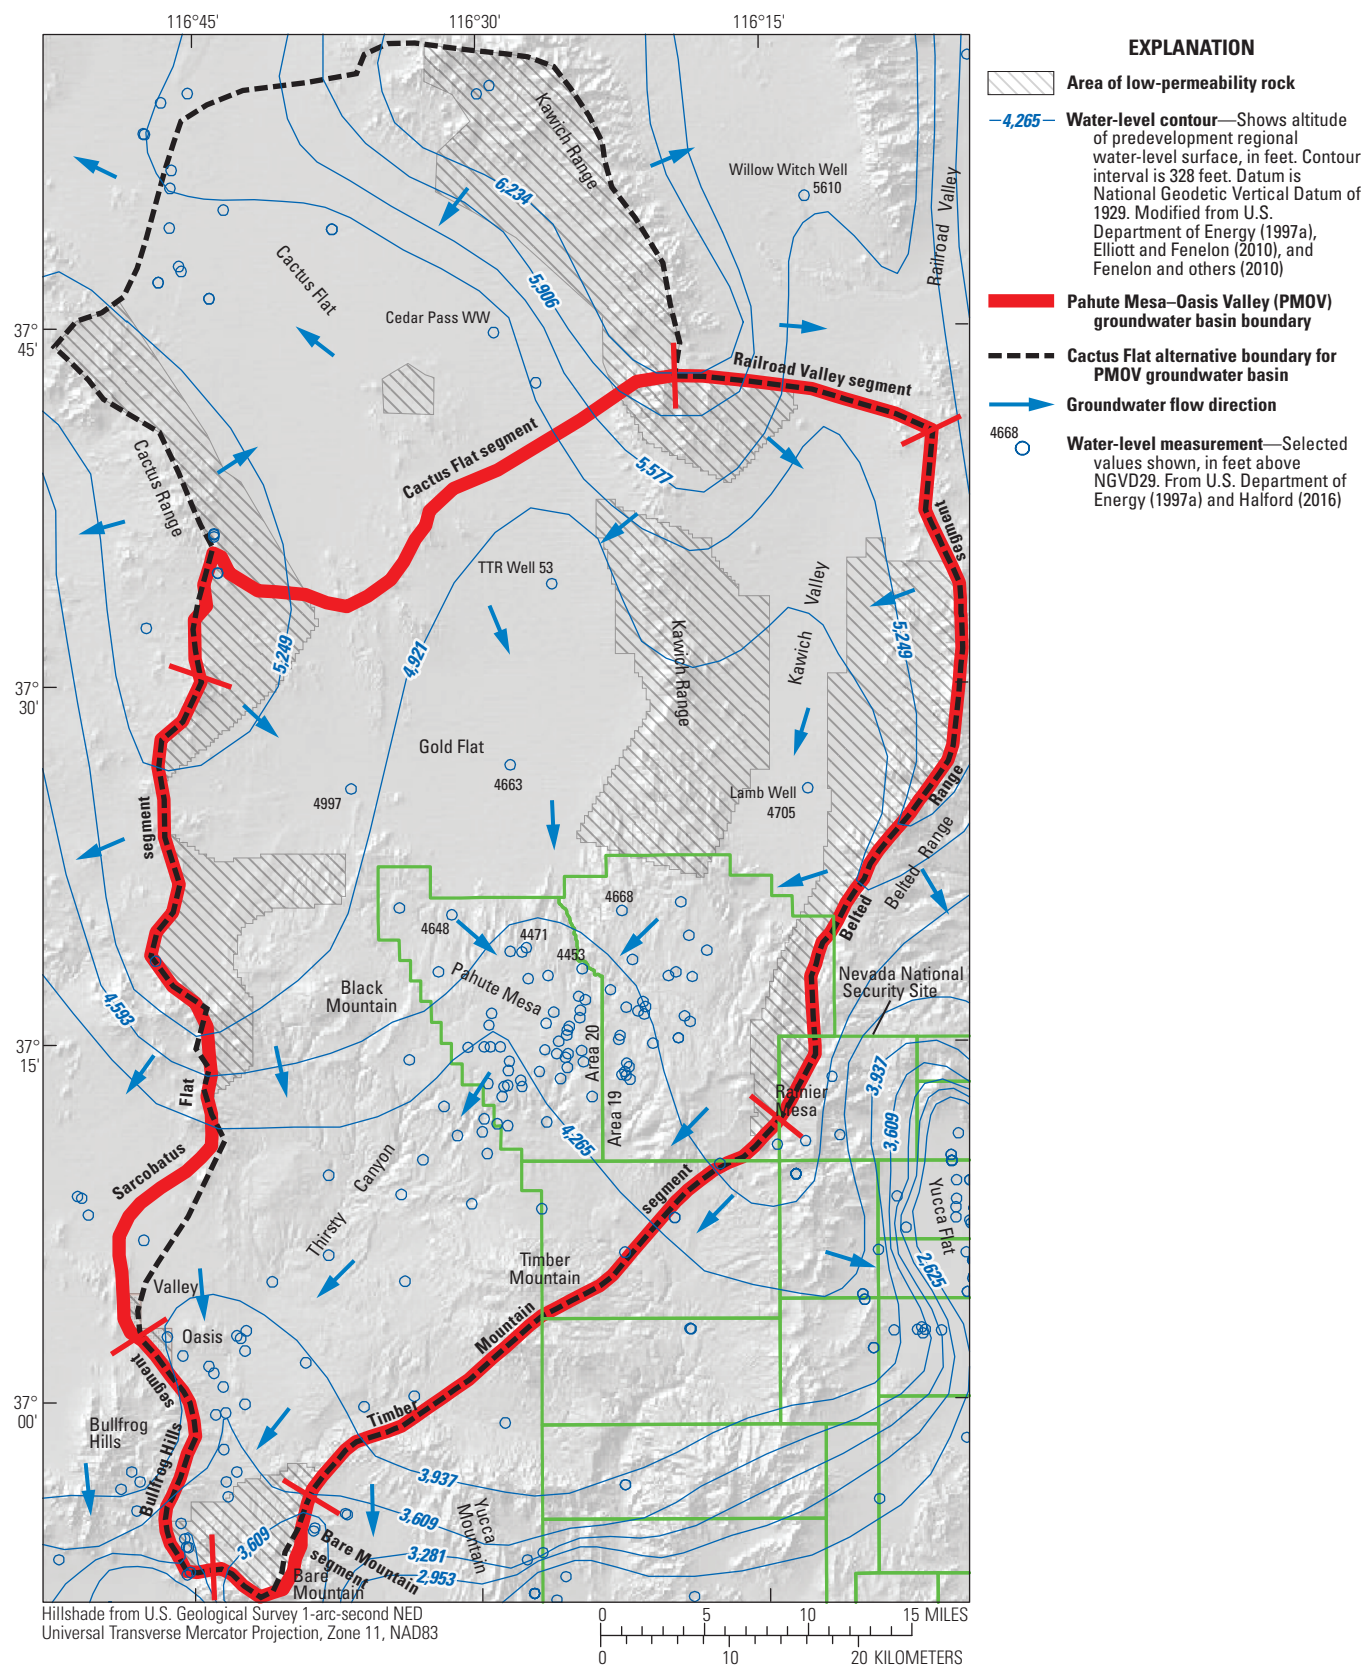 116°45'
116°30'
116°15'
EXPLANATION
Area of low-permeability rock
4,265
Water-level contour—Shows altitude
of predevelopment regional
water-level surface, in feet. Contour
interval is 328 feet. Datum is
National Geodetic Vertical Datum of
1929. Modified from U.S.
Department of Energy (1997a),
Elliott and Fenelon (2010), and
Fenelon and others (2010)
Pahute Mesa–Oasis Valley (PMOV)
groundwater basin boundary
Cactus Flat alternative boundary for
PMOV groundwater basin
Groundwater flow direction
4668
Water-level measurement—Selected
values shown, in feet above
NGVD29. From U.S. Department of
Energy (1997a) and Halford (2016)
Kawich Range
Willow Witch Well
5610
Railroad Valley
6,234
Cactus Flat
5,906
Cedar Pass WW
37°
45'
Railroad Valley segment
Cactus Flat segment
Cactus Range
5,577
segment
TTR Well 53
Kawich Valley
5,249
5,249
4,921
Kawich Range
37°
30'
Gold Flat
4663
4997
Lamb Well
4705
Range
segment
Belted Range
Belted
4668
4648
4471
4453
Pahute Mesa
Nevada National
Security Site
Black
Mountain
4,593
37°
15'
Area 20
Area 19
3,937
3,609
Rainier
Mesa
Flat
4,265
Sarcobatus
Thirsty Canyon
segment
Yucca Flat
2,625
Timber
Mountain
Valley
Oasis
Mountain
segment
37°
00'
Bullfrog
Hills
Timber
Bullfrog Hills
3,937
3,609
Yucca
Mountain
3,609
3,281
2,953
Bare Mountain
segment
Bare
Mountain
Hillshade from U.S. Geological Survey 1-arc-second NED
Universal Transverse Mercator Projection, Zone 11, NAD83
0 5 10 15 MILES
0 10 20 KILOMETERS